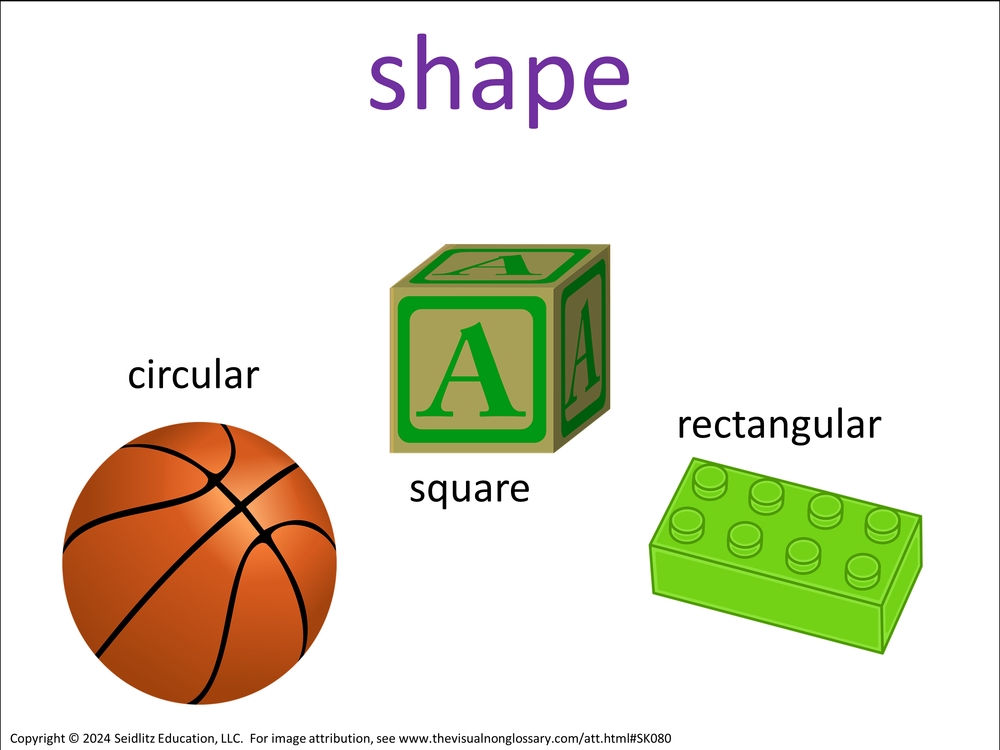 shape
circular
A
A
A
square
rectangular
Copyright © 2024 Seidlitz Education, LLC.  For image attribution, see www.thevisualnonglossary.com/att.html#SK080